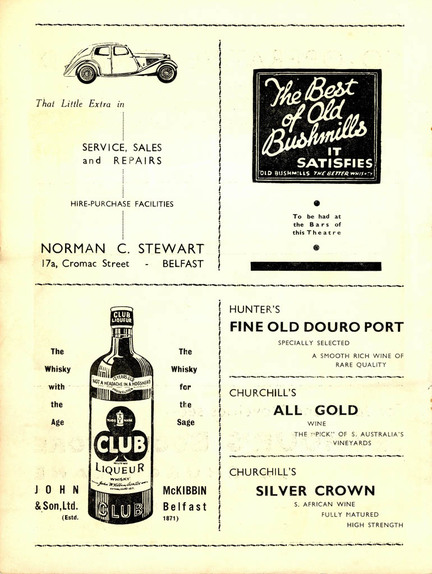 That Little Extra in
SERVICE, SALES
and REPAIRS
HIRE-PURCHASE FACILITIES
NORMAN C. STEWART
17a, Cromac Street - BELFAST
The Best
of Old
Bushmills
IT
SATISFIES
OLD BUSHMILLS THE BETTER WHISKY
To be had at
the Bars of
this Theatre
The
Whisky
with
the
Age
CLUB
LIQUEUR
NOT A HEADACHE IN A HOGSHEAD
CLUB
LIQUEUR
WHISKY
CLUB
The
Whisky
for
the
Sage
JOHN
& Son, Ltd.
(Estd.
McKIBBIN
Belfast
1871)
HUNTER'S
FINE OLD DOURO PORT
SPECIALLY SELECTED
A SMOOTH RICH WINE OF
RARE QUALITY
CHURCHILL'S
ALL GOLD
WINE
THE "PICK" OF S. AUSTRALIA'S
VINEYARDS
CHURCHILL'S
SILVER CROWN
S. AFRICAN WINE
FULLY MATURED
HIGH STRENGTH